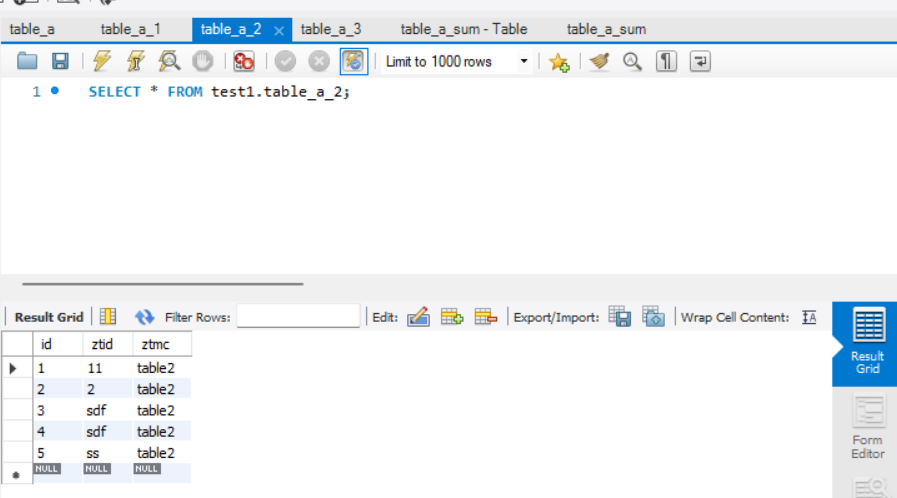 table_a table_a_1 table_a_2 × table_a_3 table_a_sum - Table table_a_sum
Limit to 1000 rows
1 SELECT * FROM test1.table_a_2;
Result Grid Filter Rows: Edit: Export/Import: Wrap Cell Content: IA
id ztid ztmc
1 11 table2
2 2 table2
3 sdf table2
4 sdf table2
5 ss table2
NULL NULL NULL
Result
Grid
Form
Editor